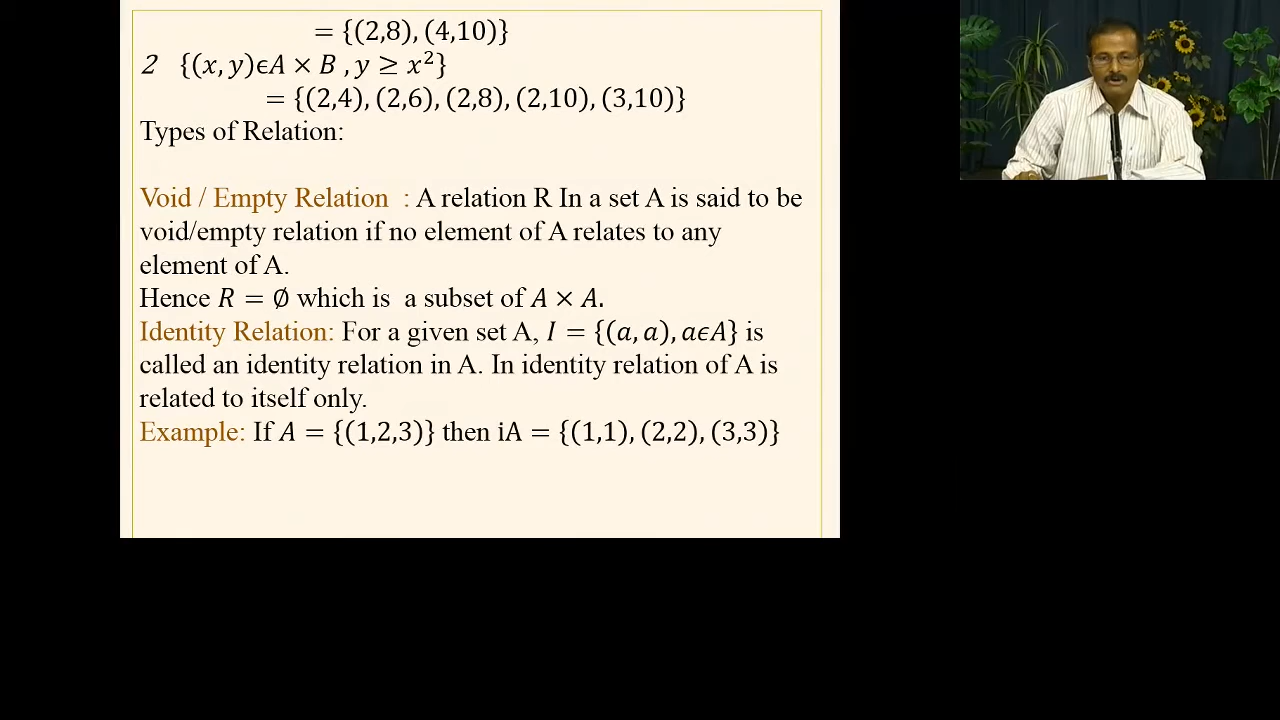 = {(2,8), (4,10)}
2 {(x, y)ϵA × B , y ≥ x²}
= {(2,4), (2,6), (2,8), (2,10), (3,10)}
Types of Relation:
Void / Empty Relation : A relation R In a set A is said to be
void/empty relation if no element of A relates to any
element of A.
Hence R = ∅ which is a subset of A × A.
Identity Relation: For a given set A, I = {(a, a), aϵA} is
called an identity relation in A. In identity relation of A is
related to itself only.
Example: If A = {(1,2,3)} then iA = {(1,1), (2,2), (3,3)}